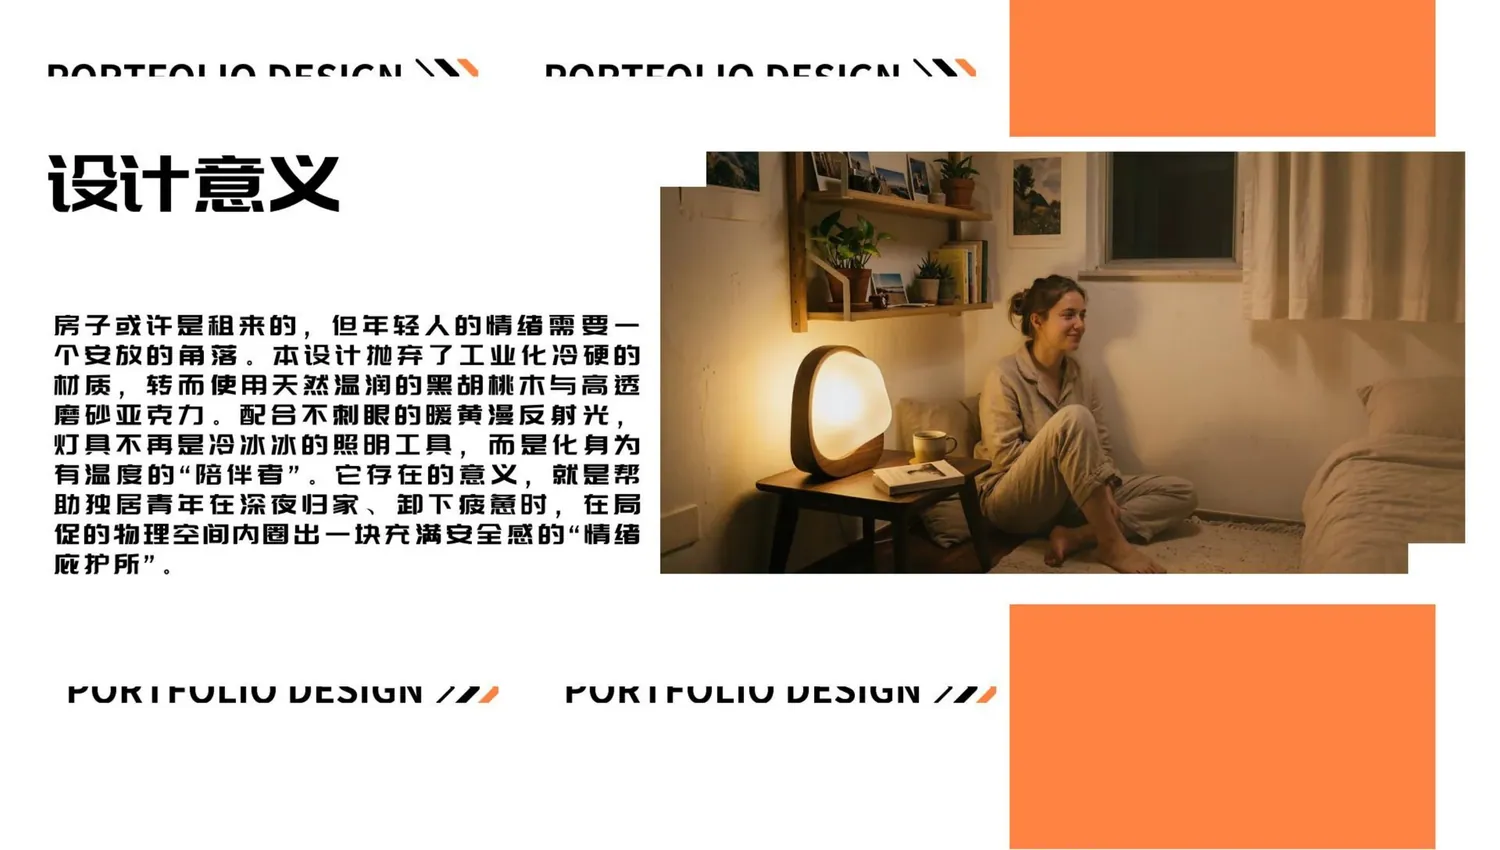 PORTFOLIO DESIGN PORTFOLIO DESIGN
设计意义
房子或许是租来的，但年轻人的情绪需要一
个安放的角落。本设计抛弃了工业化冷硬的
材质，转而使用天然温润的黑胡桃木与高透
磨砂亚克力。配合不刺眼的暖黄漫反射光，
灯具不再是冷冰冰的照明工具，而是化身为
有温度的“陪伴者”。它存在的意义，就是帮
助独居青年在深夜归家、卸下疲惫时，在局
促的物理空间内圈出一块充满安全感的“情绪
庇护所”。
PORTFOLIO DESIGN PORTFOLIO DESIGN